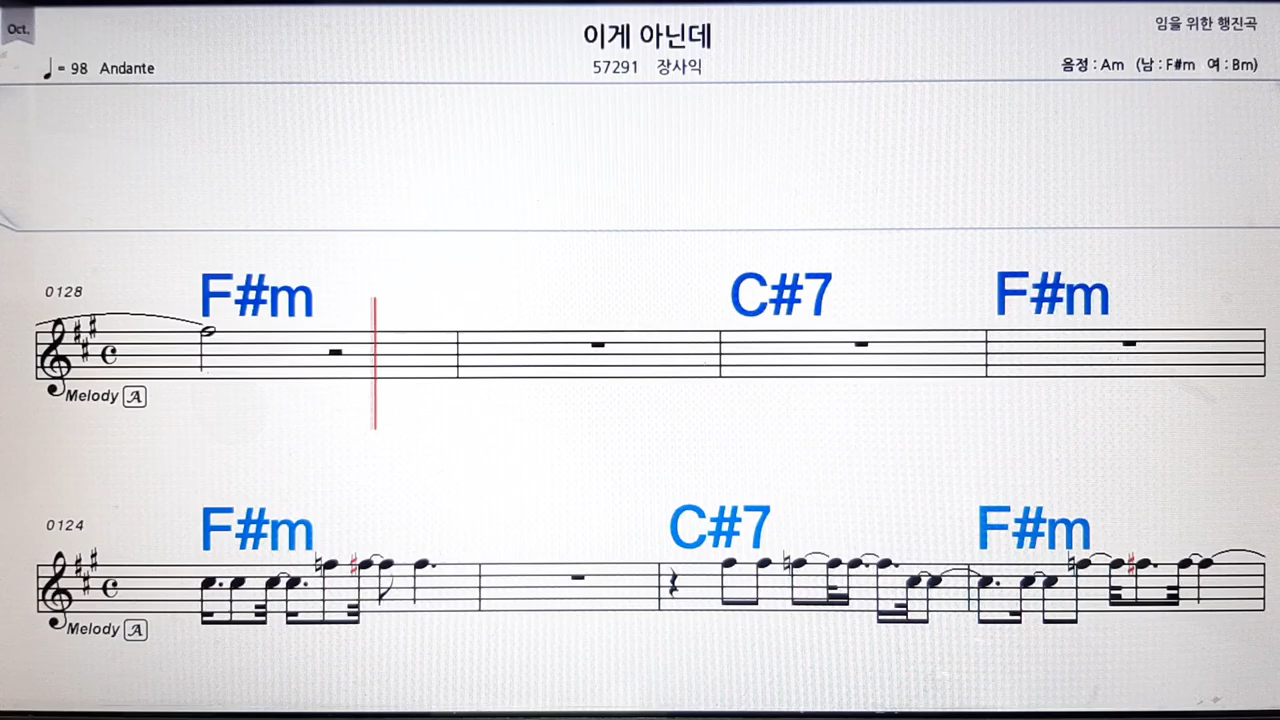 Oct.
이게 아닌데
임을 위한 행진곡
♩= 98 Andante
57291 장사익
음정 : Am (남 : F#m 여 : Bm)
0128
F#m C#7 F#m
Melody A
0124
F#m C#7 F#m
Melody A